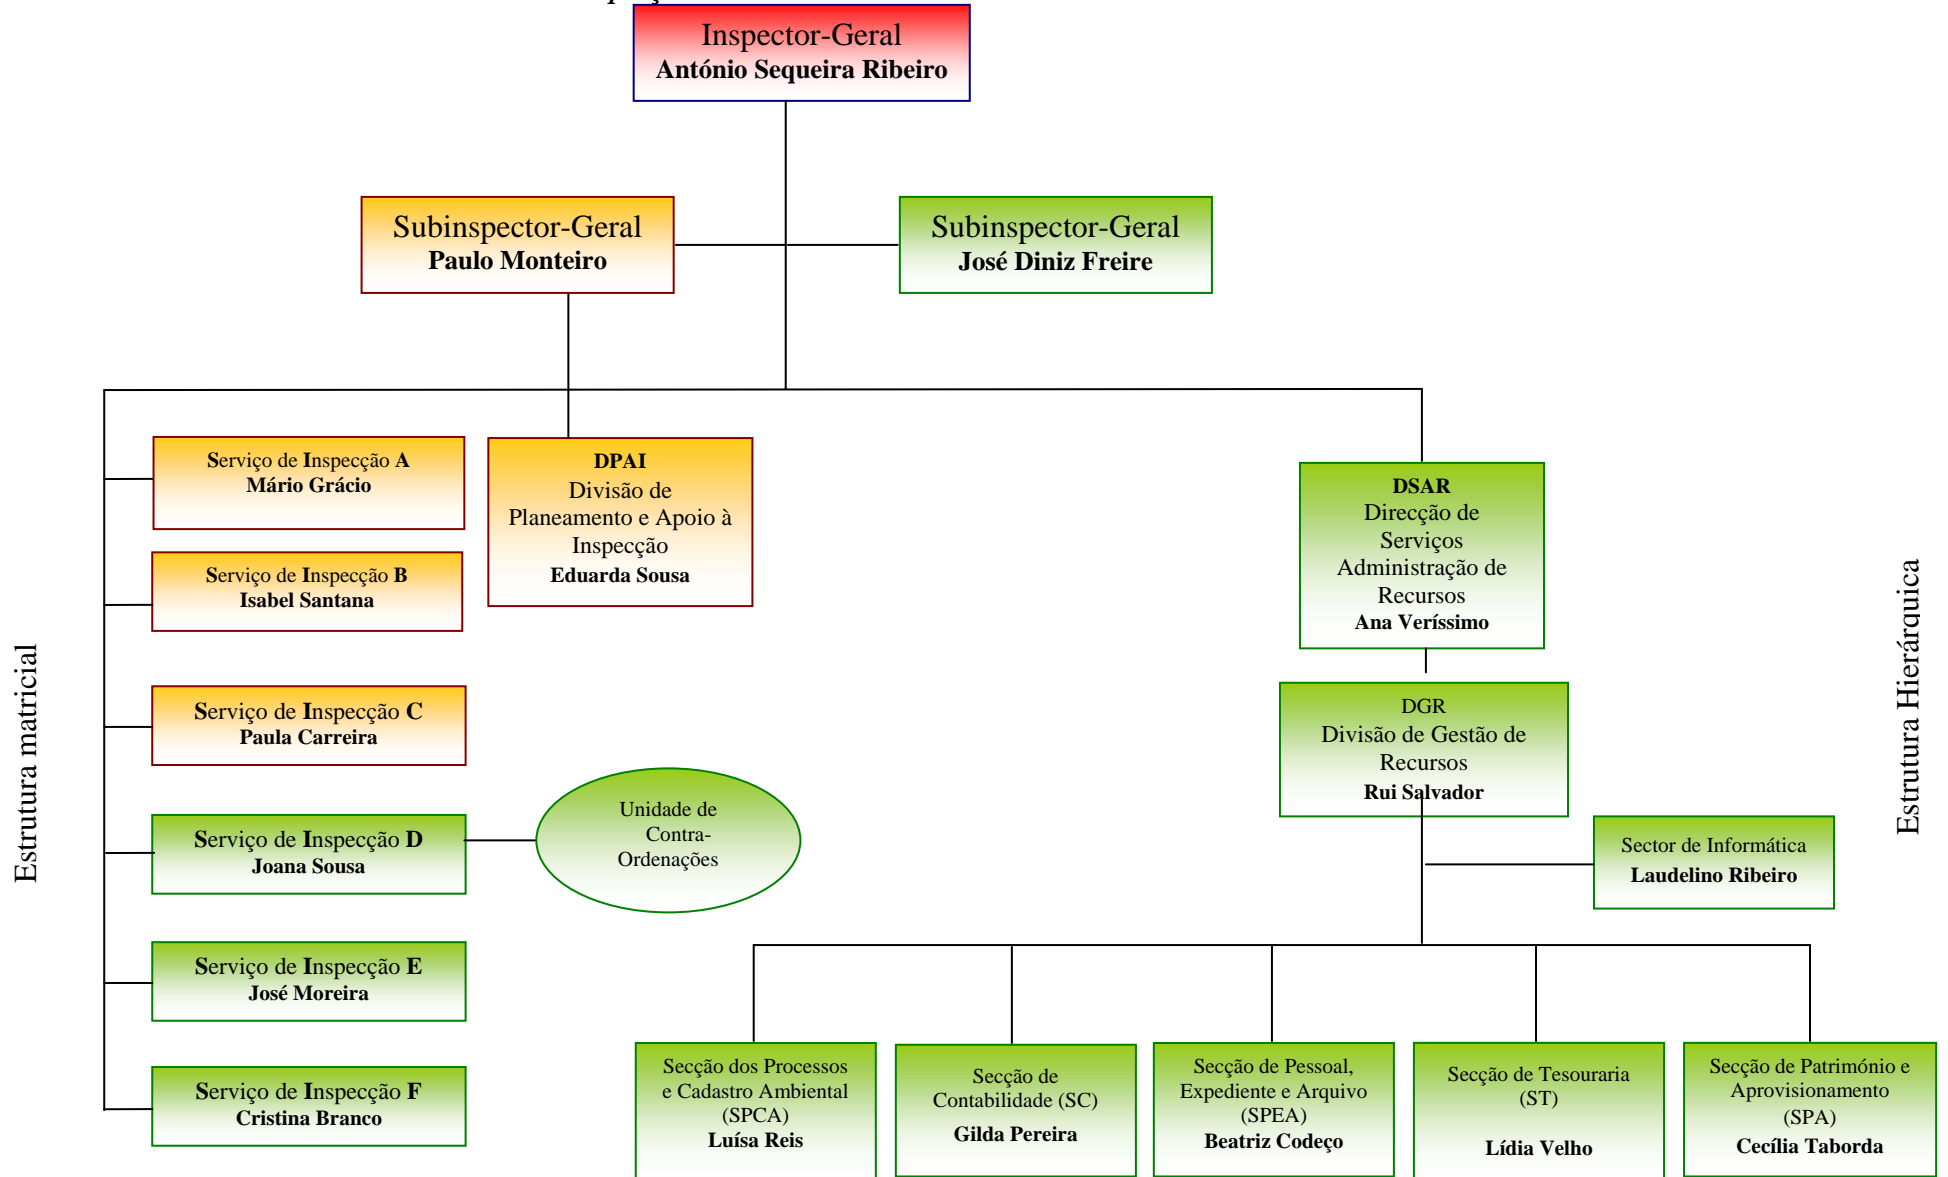 Inspector-Geral
António Sequeira Ribeiro
Subinspector-Geral
Paulo Monteiro
Subinspector-Geral
José Diniz Freire
Serviço de Inspecção A
Mário Grácio
Serviço de Inspecção B
Isabel Santana
Serviço de Inspecção C
Paula Carreira
Serviço de Inspecção D
Joana Sousa
Serviço de Inspecção E
José Moreira
Serviço de Inspecção F
Cristina Branco
Estrutura matricial
DPAI
Divisão de
Planeamento e Apoio à
Inspecção
Eduarda Sousa
Unidade de
Contra-
Ordenações
DSAR
Direcção de
Serviços
Administração de
Recursos
Ana Veríssimo
DGR
Divisão de Gestão de
Recursos
Rui Salvador
Sector de Informática
Laudelino Ribeiro
Estrutura Hierárquica
Secção dos Processos
e Cadastro Ambiental
(SPCA)
Luísa Reis
Secção de
Contabilidade (SC)
Gilda Pereira
Secção de Pessoal,
Expediente e Arquivo
(SPEA)
Beatriz Codeço
Secção de Tesouraria
(ST)
Lídia Velho
Secção de Património e
Aprovisionamento
(SPA)
Cecília Taborda